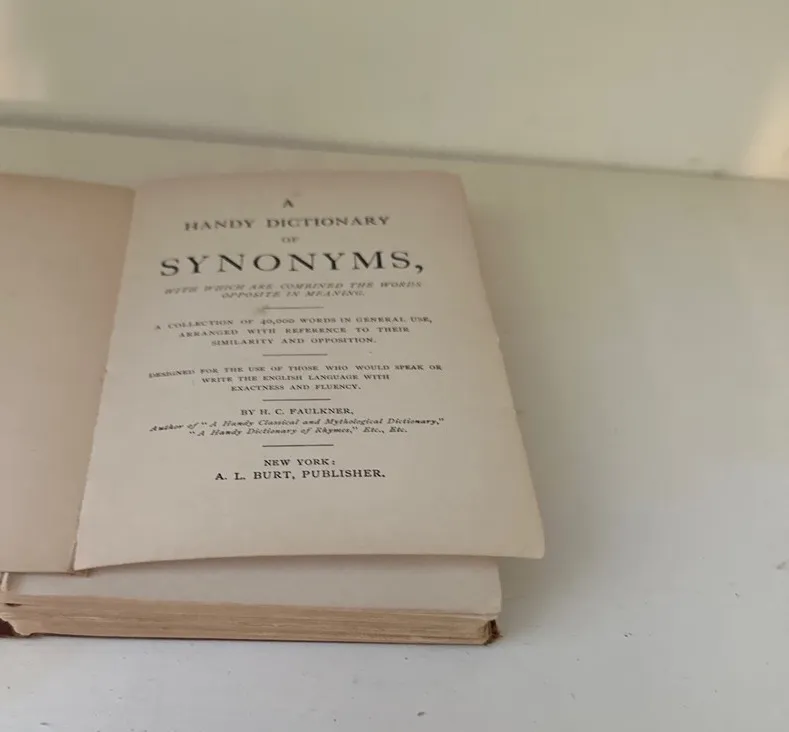 A
HANDY DICTIONARY
OF
SYNONYMS,
WITH WHICH ARE COMBINED THE WORDS
OPPOSITE IN MEANING.
A COLLECTION OF 40,000 WORDS IN GENERAL USE,
ARRANGED WITH REFERENCE TO THEIR
SIMILARITY AND OPPOSITION.
DESIGNED FOR THE USE OF THOSE WHO WOULD SPEAK OR
WRITE THE ENGLISH LANGUAGE WITH
EXACTNESS AND FLUENCY.
BY H. C. FAULKNER,
Author of "A Handy Classical and Mythological Dictionary,"
"A Handy Dictionary of Rhymes," Etc., Etc.
NEW YORK:
A. L. BURT, PUBLISHER.